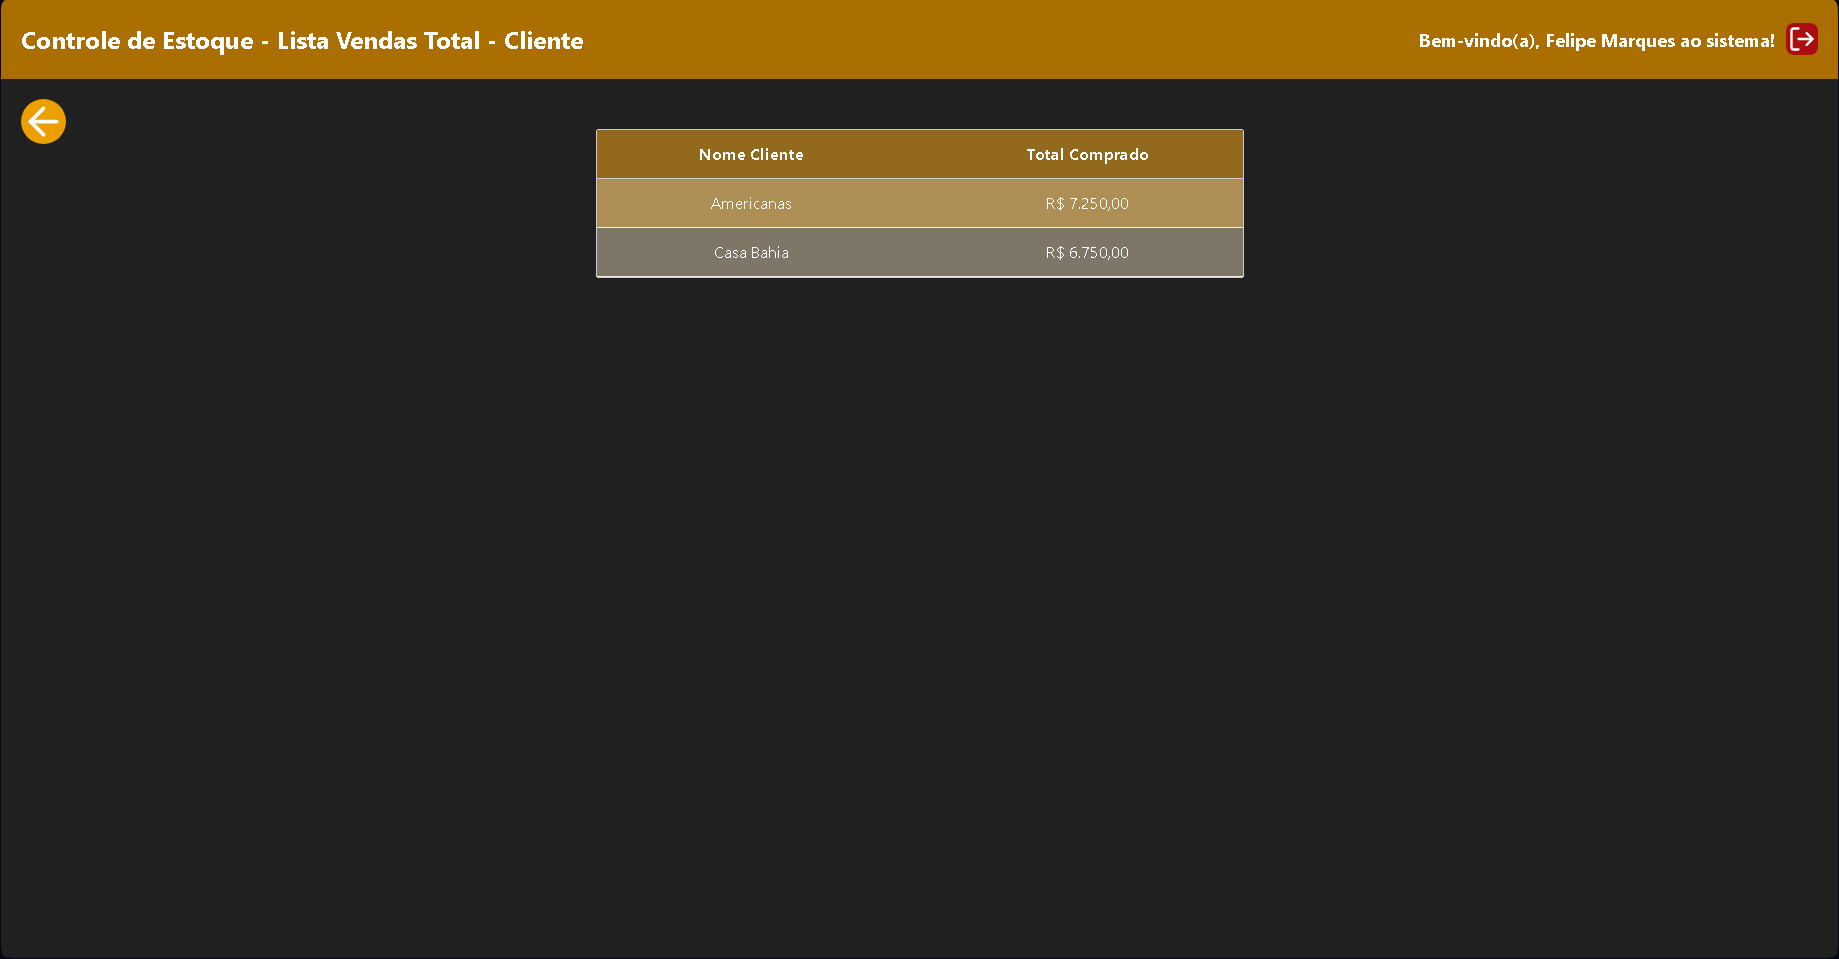 Controle de Estoque - Lista Vendas Total - Cliente
Bem-vindo(a), Felipe Marques ao sistema!
Nome Cliente Total Comprado
Americanas R$ 7.250,00
Casa Bahia R$ 6.750,00